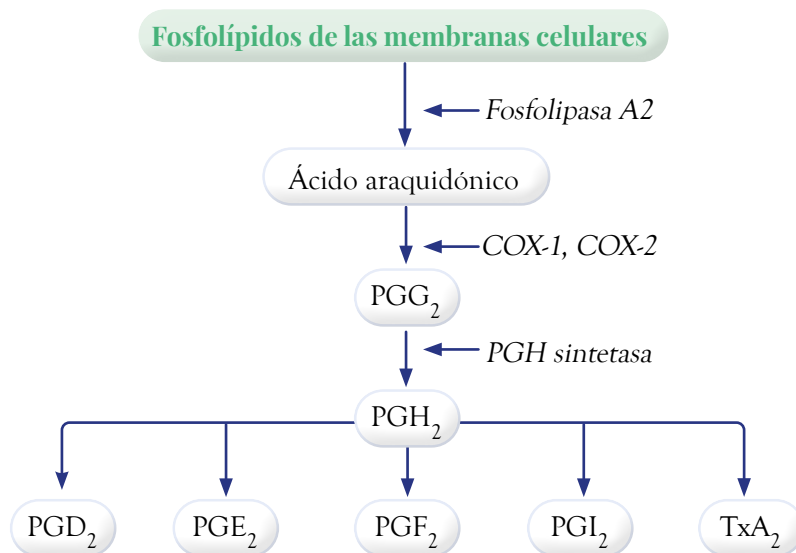 Fosfolípidos de las membranas celulares
Fosfolipasa A2
Ácido araquidónico
COX-1, COX-2
PGG₂
PGH sintetasa
PGH₂
PGD₂ PGE₂ PGF₂ PGI₂ TxA₂